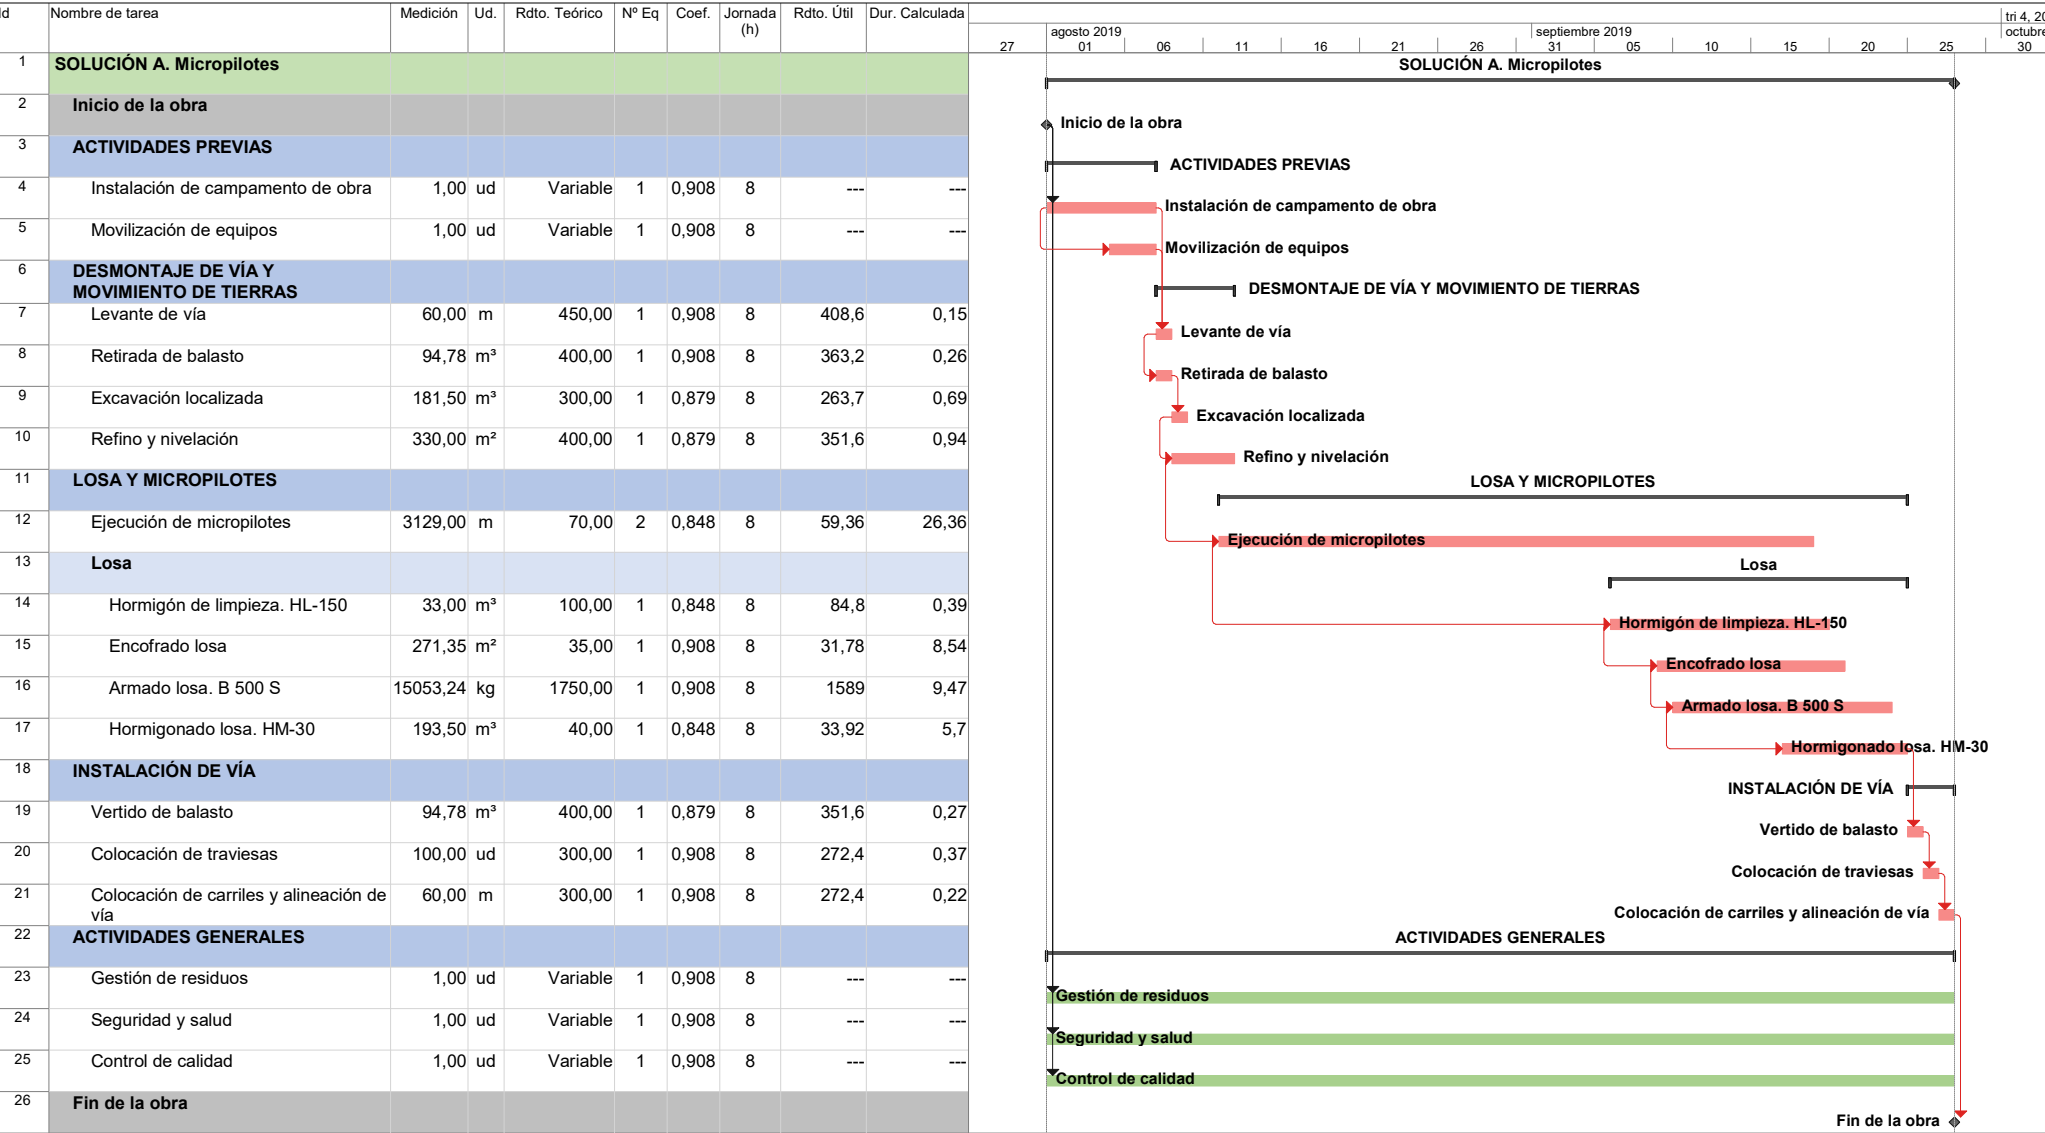 Id Nombre de tarea Medición Ud. Rdto. Teórico Nº Eq Coef. Jornada (h) Rdto. Útil Dur. Calculada
tri 4, 20
agosto 2019 septiembre 2019 octubre
27 01 06 11 16 21 26 31 05 10 15 20 25 30
1 SOLUCIÓN A. Micropilotes
SOLUCIÓN A. Micropilotes
2 Inicio de la obra
Inicio de la obra
3 ACTIVIDADES PREVIAS
ACTIVIDADES PREVIAS
4 Instalación de campamento de obra 1,00 ud Variable 1 0,908 8 --- ---
Instalación de campamento de obra
5 Movilización de equipos 1,00 ud Variable 1 0,908 8 --- ---
Movilización de equipos
6 DESMONTAJE DE VÍA Y
MOVIMIENTO DE TIERRAS
DESMONTAJE DE VÍA Y MOVIMIENTO DE TIERRAS
7 Levante de vía 60,00 m 450,00 1 0,908 8 408,6 0,15
Levante de vía
8 Retirada de balasto 94,78 m³ 400,00 1 0,908 8 363,2 0,26
Retirada de balasto
9 Excavación localizada 181,50 m³ 300,00 1 0,879 8 263,7 0,69
Excavación localizada
10 Refino y nivelación 330,00 m² 400,00 1 0,879 8 351,6 0,94
Refino y nivelación
11 LOSA Y MICROPILOTES
LOSA Y MICROPILOTES
12 Ejecución de micropilotes 3129,00 m 70,00 2 0,848 8 59,36 26,36
Ejecución de micropilotes
13 Losa
Losa
14 Hormigón de limpieza. HL-150 33,00 m³ 100,00 1 0,848 8 84,8 0,39
Hormigón de limpieza. HL-150
15 Encofrado losa 271,35 m² 35,00 1 0,908 8 31,78 8,54
Encofrado losa
16 Armado losa. B 500 S 15053,24 kg 1750,00 1 0,908 8 1589 9,47
Armado losa. B 500 S
17 Hormigonado losa. HM-30 193,50 m³ 40,00 1 0,848 8 33,92 5,7
Hormigonado losa. HM-30
18 INSTALACIÓN DE VÍA
INSTALACIÓN DE VÍA
19 Vertido de balasto 94,78 m³ 400,00 1 0,879 8 351,6 0,27
Vertido de balasto
20 Colocación de traviesas 100,00 ud 300,00 1 0,908 8 272,4 0,37
Colocación de traviesas
21 Colocación de carriles y alineación de
vía 60,00 m 300,00 1 0,908 8 272,4 0,22
Colocación de carriles y alineación de vía
22 ACTIVIDADES GENERALES
ACTIVIDADES GENERALES
23 Gestión de residuos 1,00 ud Variable 1 0,908 8 --- ---
Gestión de residuos
24 Seguridad y salud 1,00 ud Variable 1 0,908 8 --- ---
Seguridad y salud
25 Control de calidad 1,00 ud Variable 1 0,908 8 --- ---
Control de calidad
26 Fin de la obra
Fin de la obra